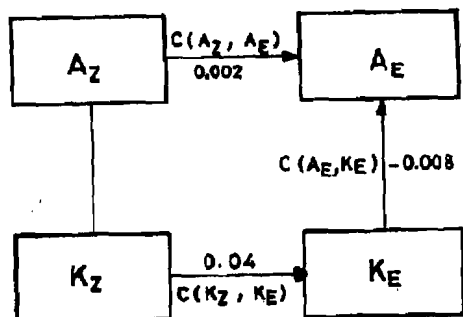 C(A_Z, A_E)
A_Z
0.002
A_E
C(A_E,K_E) -0.008
K_Z
0.04
C(K_Z, K_E)
K_E